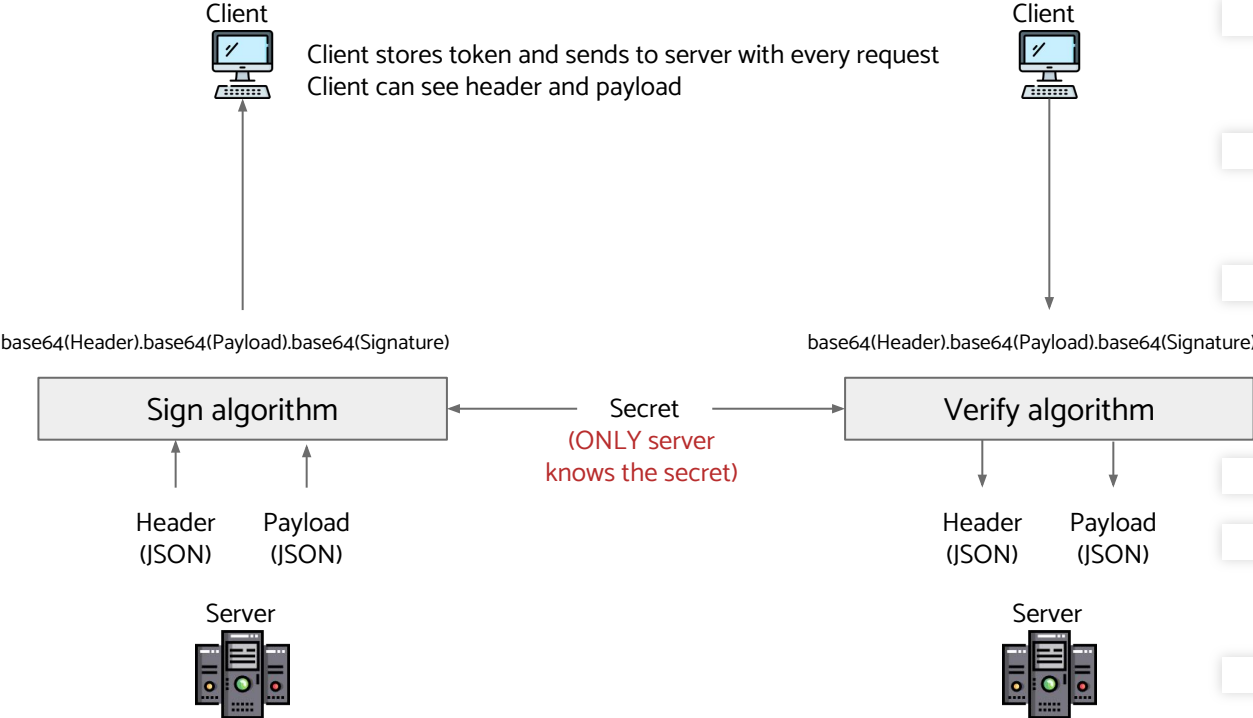 Client
Client stores token and sends to server with every request
Client can see header and payload
Client
base64(Header).base64(Payload).base64(Signature)
base64(Header).base64(Payload).base64(Signature)
Sign algorithm
Secret
(ONLY server
knows the secret)
Verify algorithm
Header
(JSON)
Payload
(JSON)
Header
(JSON)
Payload
(JSON)
Server
Server